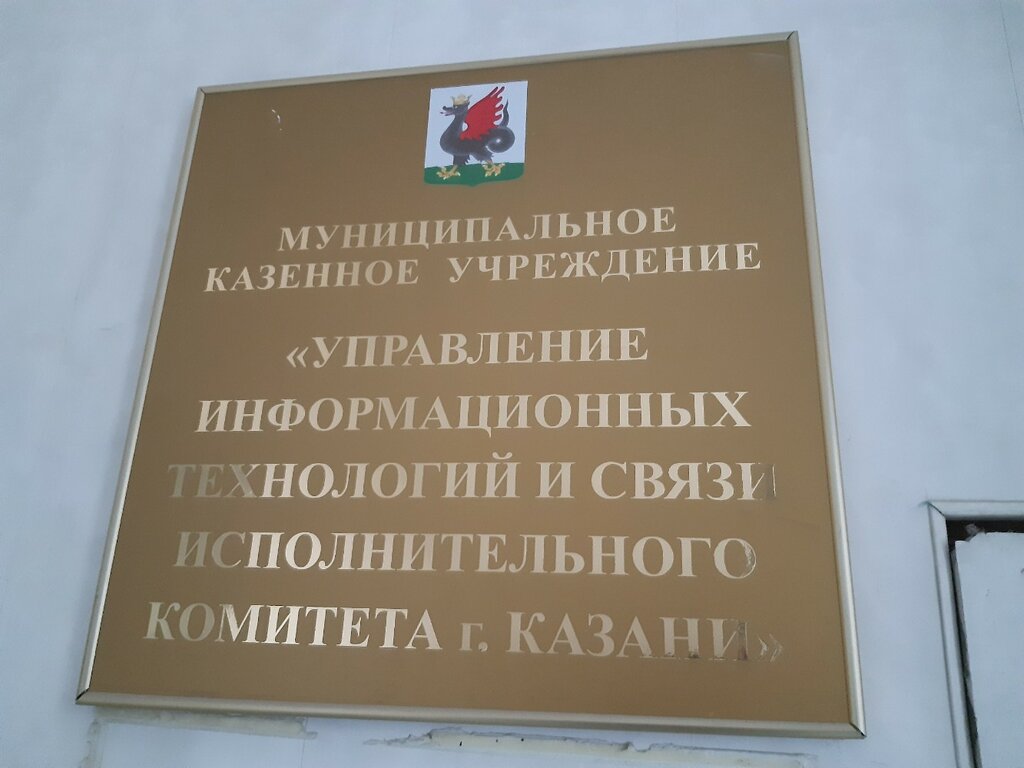 МУНИЦИПАЛЬНОЕ
КАЗЕННОЕ УЧРЕЖДЕНИЕ
«УПРАВЛЕНИЕ
ИНФОРМАЦИОННЫХ
ТЕХНОЛОГИЙ И СВЯЗИ
ИСПОЛНИТЕЛЬНОГО
КОМИТЕТА г. КАЗАНИ»